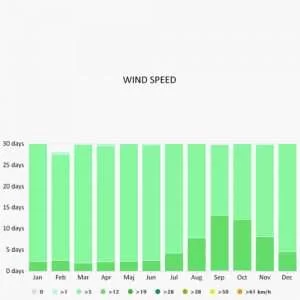 WIND SPEED
30 days
25 days
20 days
15 days
10 days
5 days
0 days
Jan Feb Mar Apr May Jun Jul Aug Sep Oct Nov Dec
0 >1 >5 >12 >19 >28 >38 >50 >61 km/h